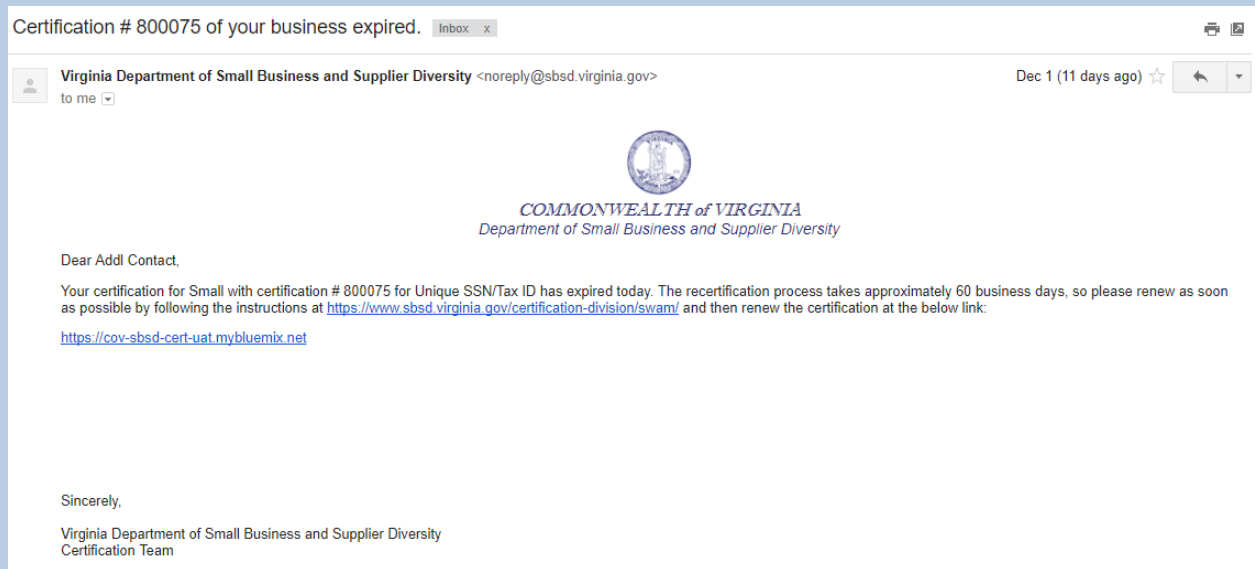 Certification # 800075 of your business expired. Inbox x
Virginia Department of Small Business and Supplier Diversity <noreply@sbsd.virginia.gov> Dec 1 (11 days ago)
to me
VIRGINIA
COMMONWEALTH of VIRGINIA
Department of Small Business and Supplier Diversity
Dear Addl Contact,
Your certification for Small with certification # 800075 for Unique SSN/Tax ID has expired today. The recertification process takes approximately 60 business days, so please renew as soon
as possible by following the instructions at https://www.sbsd.virginia.gov/certification-division/swam/ and then renew the certification at the below link:
https://cov-sbsd-cert-uat.mybluemix.net
Sincerely,
Virginia Department of Small Business and Supplier Diversity
Certification Team